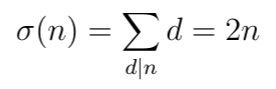 σ(n) = ∑ d = 2n
d|n